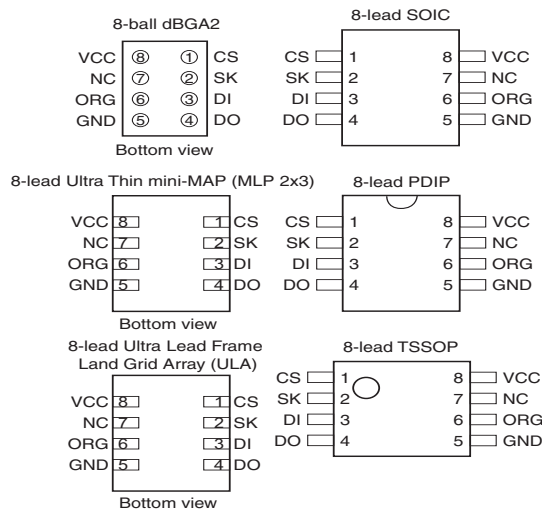 8-ball dBGA2
VCC 8 1 CS
NC 7 2 SK
ORG 6 3 DI
GND 5 4 DO
Bottom view
8-lead SOIC
CS 1 8 VCC
SK 2 7 NC
DI 3 6 ORG
DO 4 5 GND
8-lead Ultra Thin mini-MAP (MLP 2x3)
VCC 8 1 CS
NC 7 2 SK
ORG 6 3 DI
GND 5 4 DO
Bottom view
8-lead PDIP
CS 1 8 VCC
SK 2 7 NC
DI 3 6 ORG
DO 4 5 GND
8-lead Ultra Lead Frame
Land Grid Array (ULA)
VCC 8 1 CS
NC 7 2 SK
ORG 6 3 DI
GND 5 4 DO
Bottom view
8-lead TSSOP
CS 1 8 VCC
SK 2 7 NC
DI 3 6 ORG
DO 4 5 GND